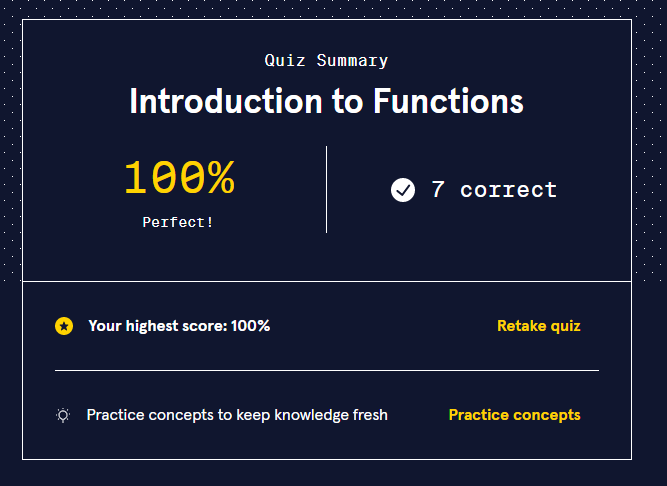 Quiz Summary
Introduction to Functions
100%
Perfect!
7 correct
Your highest score: 100%
Retake quiz
Practice concepts to keep knowledge fresh
Practice concepts